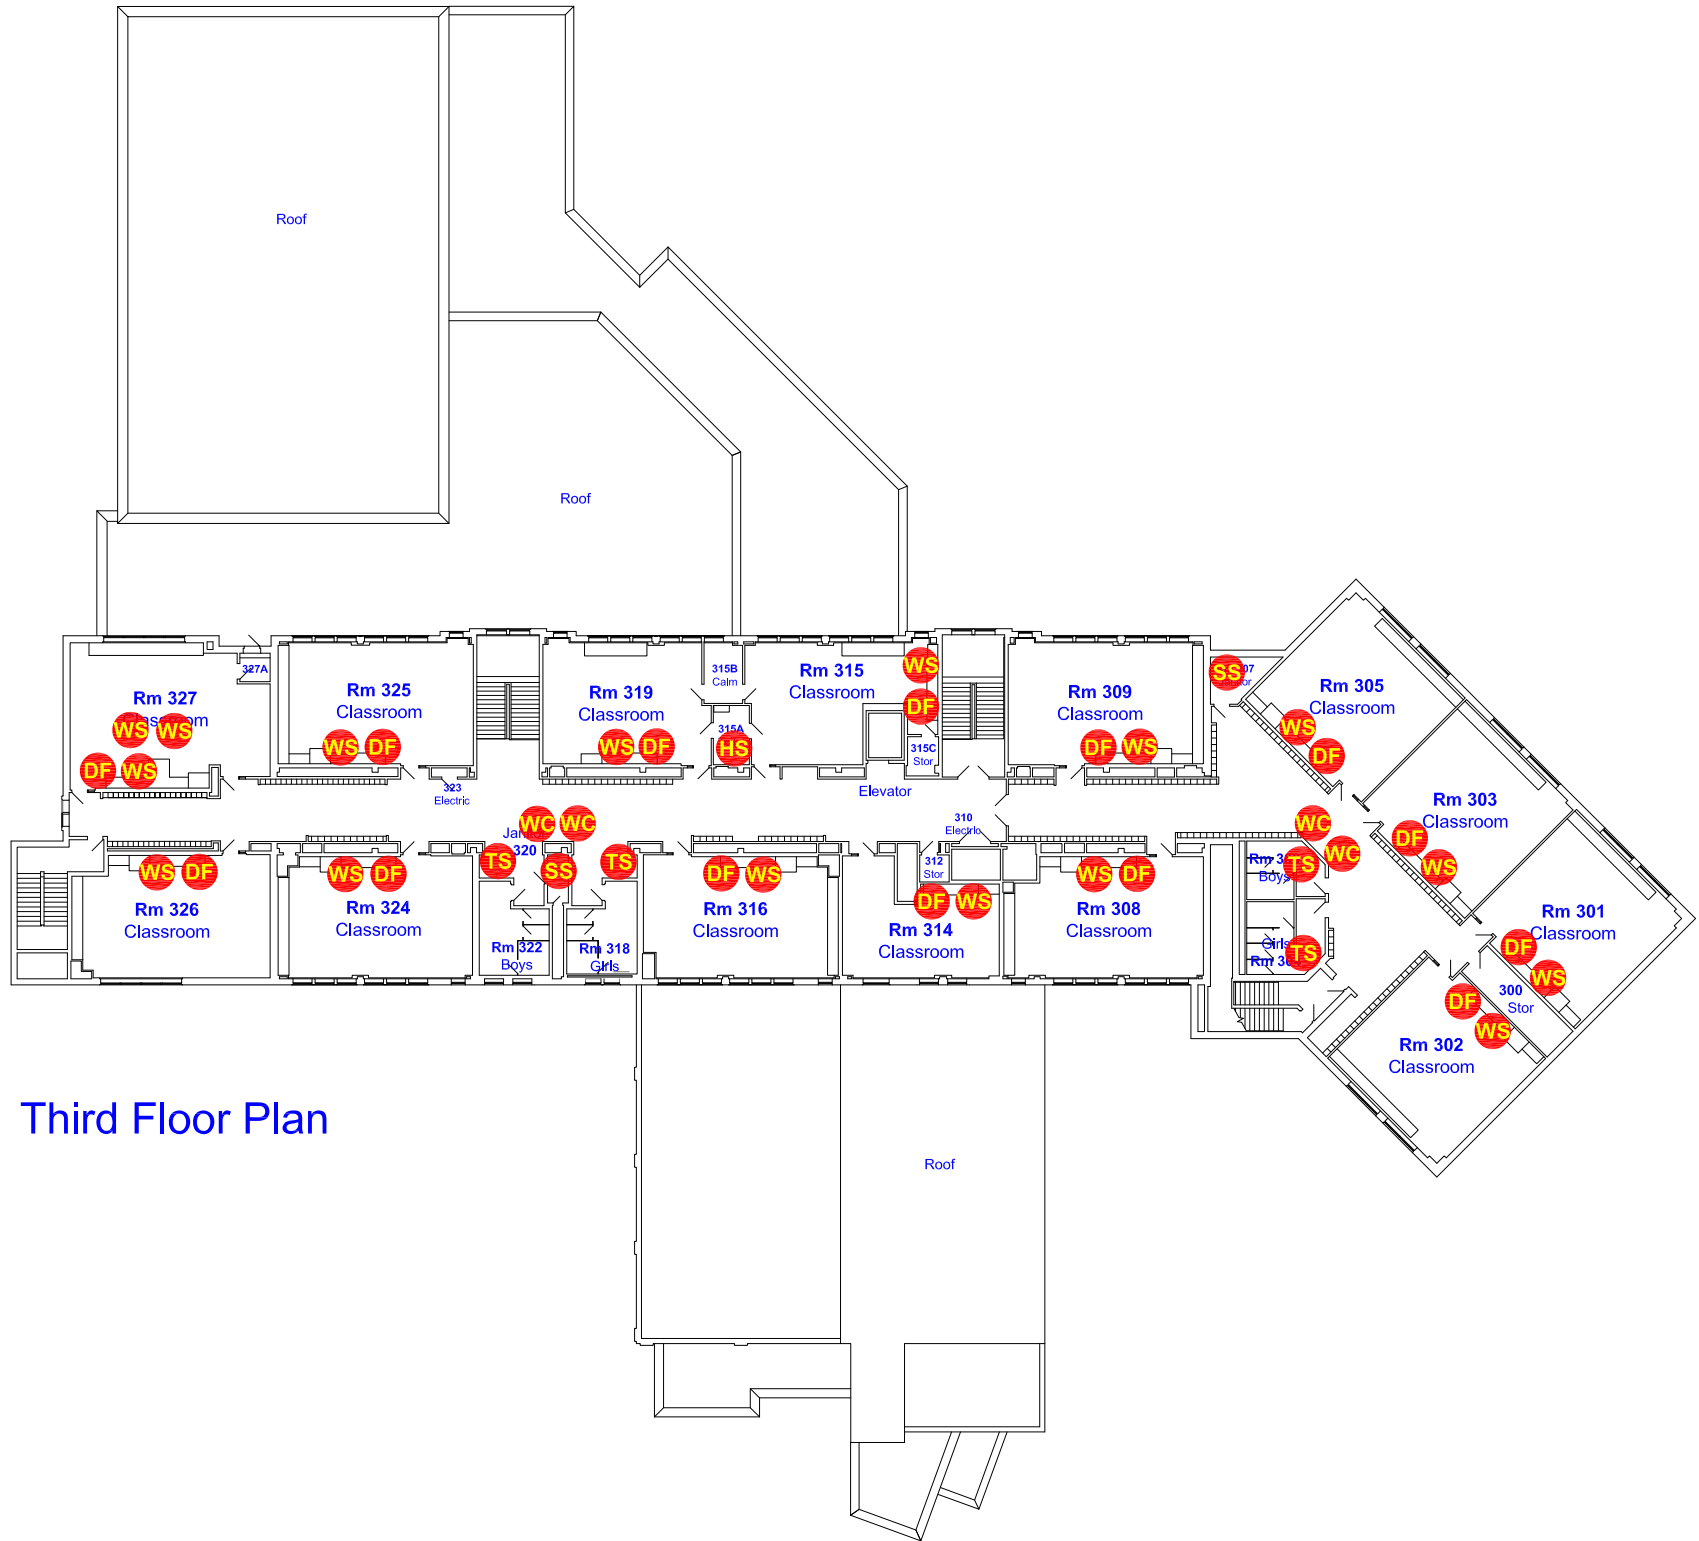 Roof
Roof
Rm 327
327A
WS
WS
DF
WS
Rm 325
Classroom
WS
DF
Rm 319
Classroom
WS
DF
315B
Calm
315A
HS
Rm 315
Classroom
WS
DF
315C
Stor
Rm 309
Classroom
DF
WS
SS
Rm 305
Classroom
WS
DF
Rm 303
Classroom
DF
WS
Rm 301
Classroom
DF
WS
300
Stor
Rm 302
Classroom
DF
WS
323
Electric
Elevator
310
Electric
WC
WC
320
TS
SS
TS
WC
WC
TS
Boys
TS
Girls
WS
DF
Rm 326
Classroom
WS
DF
Rm 324
Classroom
Rm 322
Boys
Rm 318
Girls
DF
WS
Rm 316
Classroom
312
Stor
DF
WS
Rm 314
Classroom
WS
DF
Rm 308
Classroom
Third Floor Plan
Roof